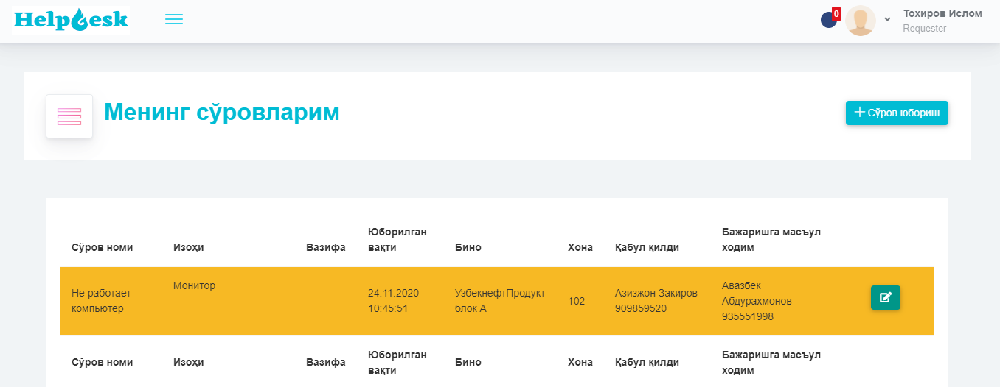 HelpDesk
0
Тохиров Ислом
Requester
Менинг сўровларим
Сўров юбориш
Сўров номи Изоҳи Вазифа Юборилган вақти Бино Хона Қабул қилди Бажаришга масъул ходим
Не работает компьютер Монитор 24.11.2020 10:45:51 УзбекнефтПродукт блок А 102 Азизжон Закиров 909859520 Авазбек Абдурахмонов 935551998
Сўров номи Изоҳи Вазифа Юборилган вақти Бино Хона Қабул қилди Бажаришга масъул ходим